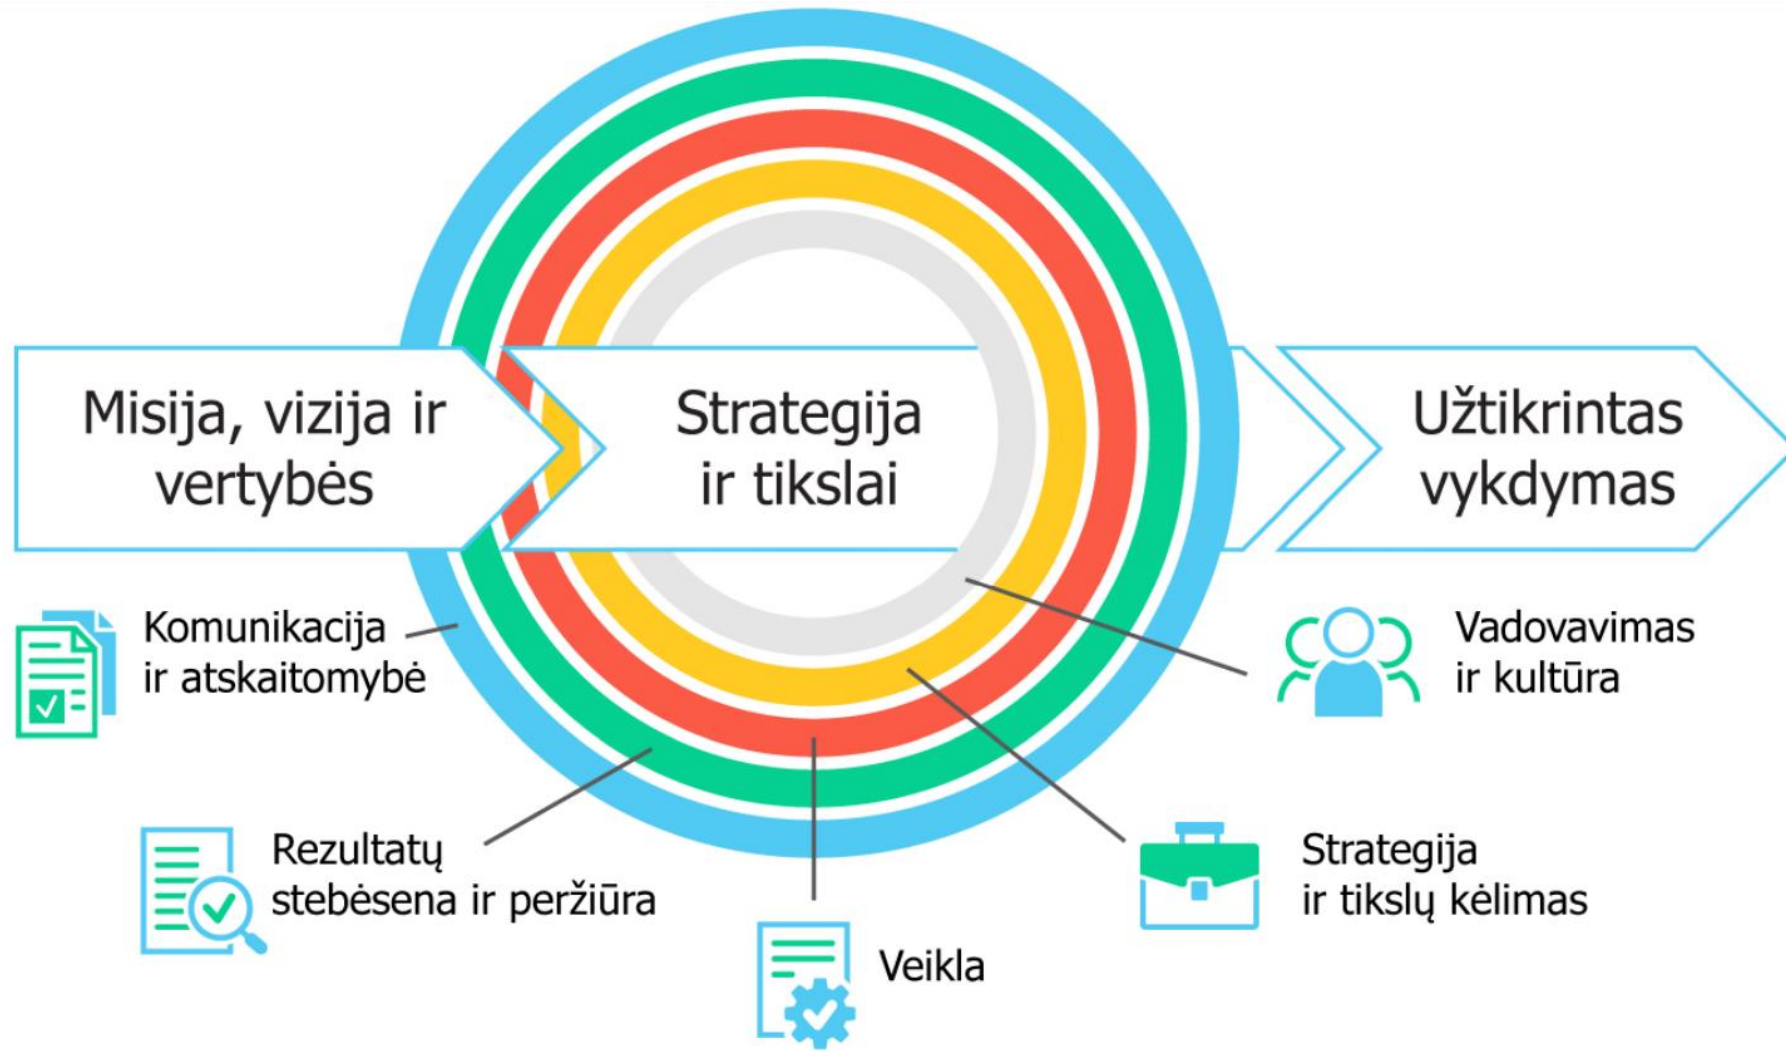 Misija, vizija ir
vertybės
Strategija
ir tikslai
Užtikrintas
vykdymas
Komunikacija
ir atskaitomybė
Vadovavimas
ir kultūra
Rezultatų
stebėsena ir peržiūra
Strategija
ir tikslų kėlimas
Veikla